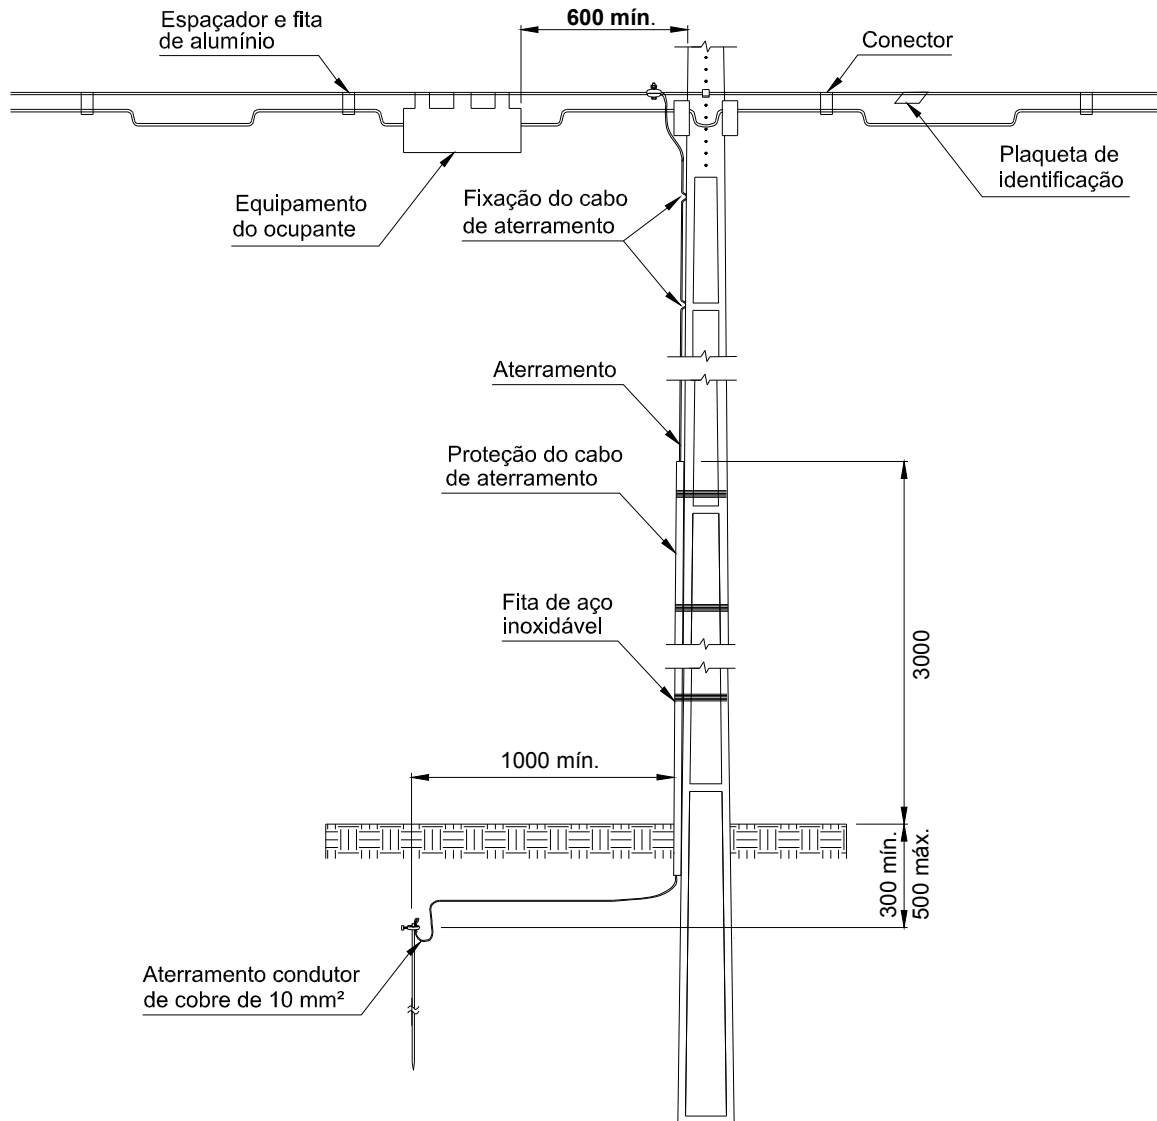 Espaçador e fita
de alumínio
600 mín.
Conector
Plaqueta de
identificação
Equipamento
do ocupante
Fixação do cabo
de aterramento
Aterramento
Proteção do cabo
de aterramento
Fita de aço
inoxidável
3000
1000 mín.
300 mín.
500 máx.
Aterramento condutor
de cobre de 10 mm²